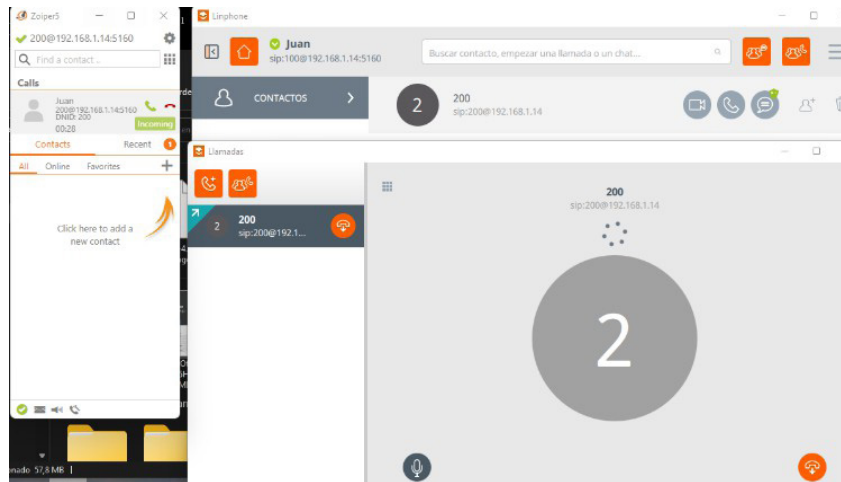 Zoiper5
200@192.168.1.14:5160
Find a contact...
Calls
Juan
200@192.168.1.14:5160
DNID: 200
00:28
Incoming
Contacts
Recent
1
All
Online
Favorites
Click here to add a
new contact
57,8 MB
Linphone
Juan
sip:100@192.168.1.14:5160
Buscar contacto, empezar una llamada o un chat...
CONTACTOS
2
200
sip:200@192.168.1.14
Llamadas
2
200
sip:200@192.1...
200
sip:200@192.168.1.14
2